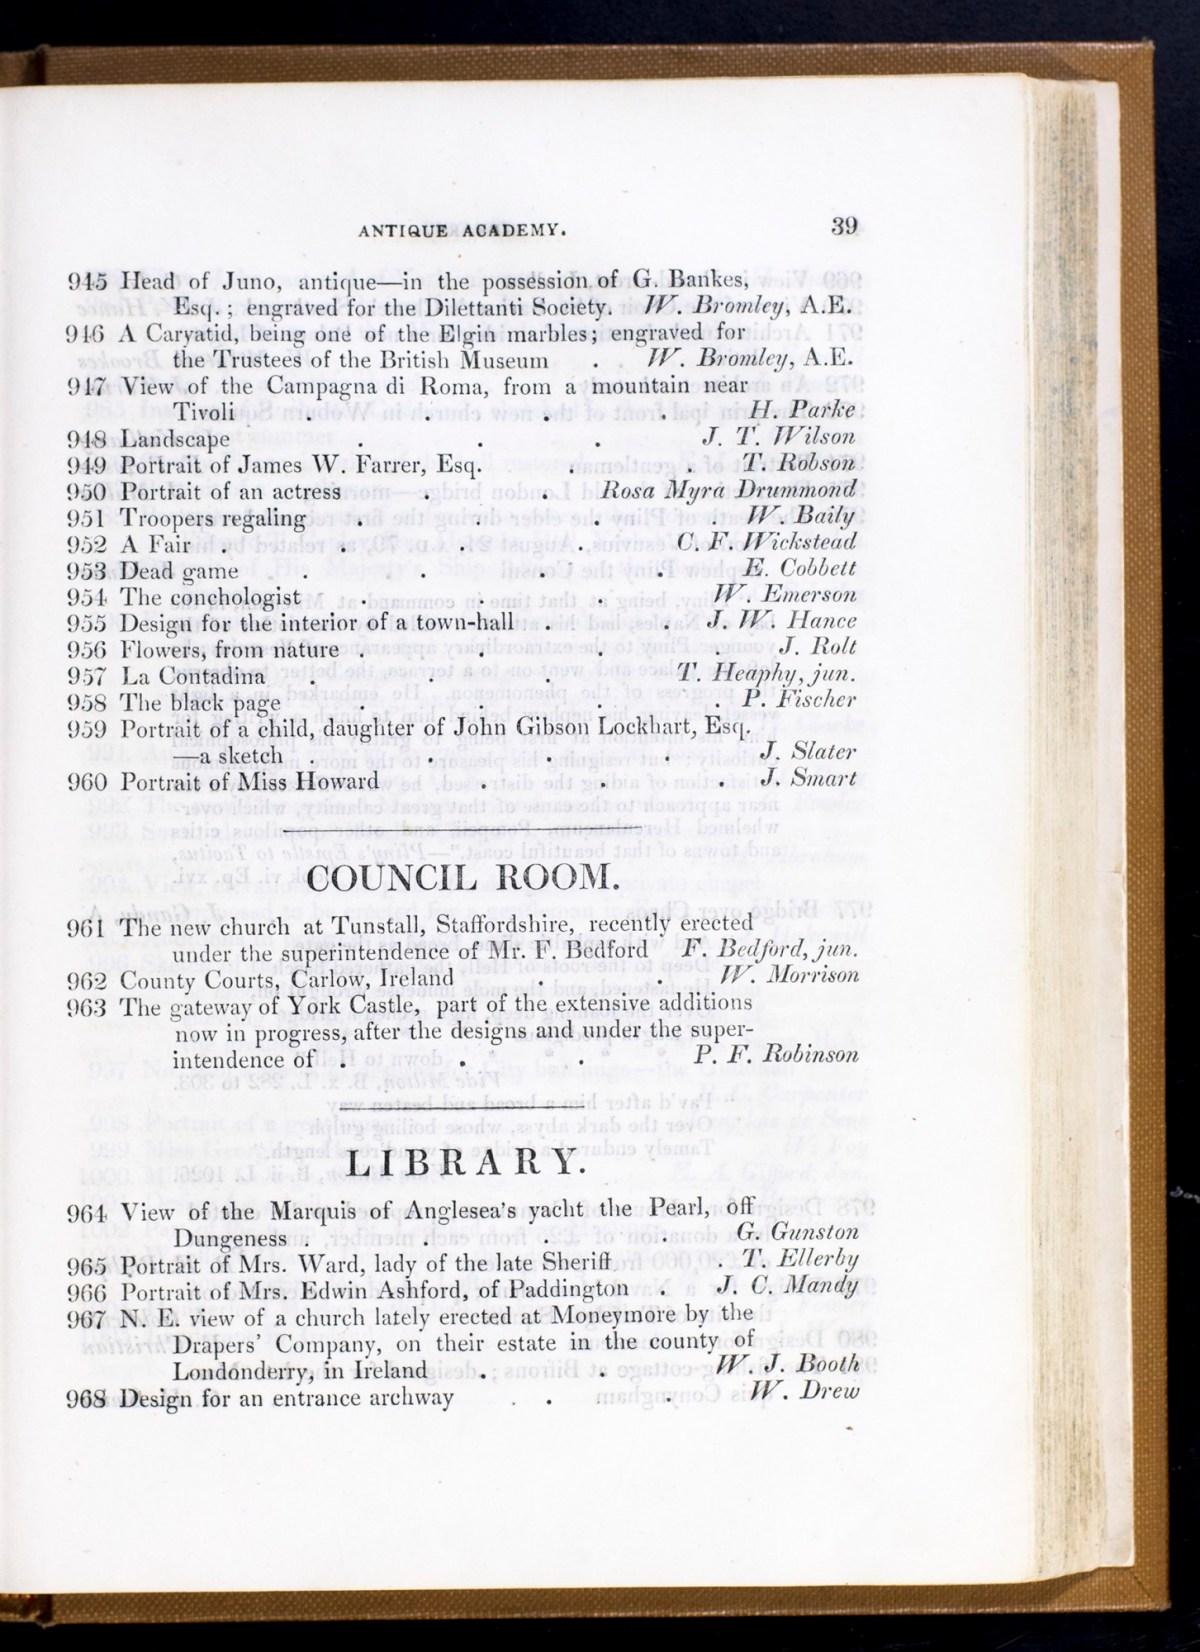 ANTIQUE ACADEMY. 39
945 Head of Juno, antique—in the possession of G. Bankes,
Esq.; engraved for the Dilettanti Society. W. Bromley, A.E.
946 A Caryatid, being one of the Elgin marbles; engraved for
the Trustees of the British Museum . W. Bromley, A.E.
947 View of the Campagna di Roma, from a mountain near
Tivoli . . . . H. Parke
948 Landscape . . . J. T. Wilson
949 Portrait of James W. Farrer, Esq. . . T. Robson
950 Portrait of an actress . . Rosa Myra Drummond
951 Troopers regaling . . . . W. Baily
952 A Fair . . . . C. F. Wickstead
953 Dead game . . . . E. Cobbett
954 The conchologist . . . W. Emerson
955 Design for the interior of a town-hall . . J. W. Hance
956 Flowers, from nature . . . . J. Rolt
957 La Contadina . . . T. Heaphy, jun.
958 The black page . . . . P. Fischer
959 Portrait of a child, daughter of John Gibson Lockhart, Esq.
—a sketch . . . . J. Slater
960 Portrait of Miss Howard . . . J. Smart
COUNCIL ROOM.
961 The new church at Tunstall, Staffordshire, recently erected
under the superintendence of Mr. F. Bedford F. Bedford, jun.
962 County Courts, Carlow, Ireland . . W. Morrison
963 The gateway of York Castle, part of the extensive additions
now in progress, after the designs and under the super-
intendence of . . . P. F. Robinson
LIBRARY.
964 View of the Marquis of Anglesea's yacht the Pearl, off
Dungeness . . . . G. Gunston
965 Portrait of Mrs. Ward, lady of the late Sheriff . T. Ellerby
966 Portrait of Mrs. Edwin Ashford, of Paddington . J. C. Mandy
967 N. E. view of a church lately erected at Moneymore by the
Drapers' Company, on their estate in the county of
Londonderry, in Ireland . . W. J. Booth
968 Design for an entrance archway . . W. Drew